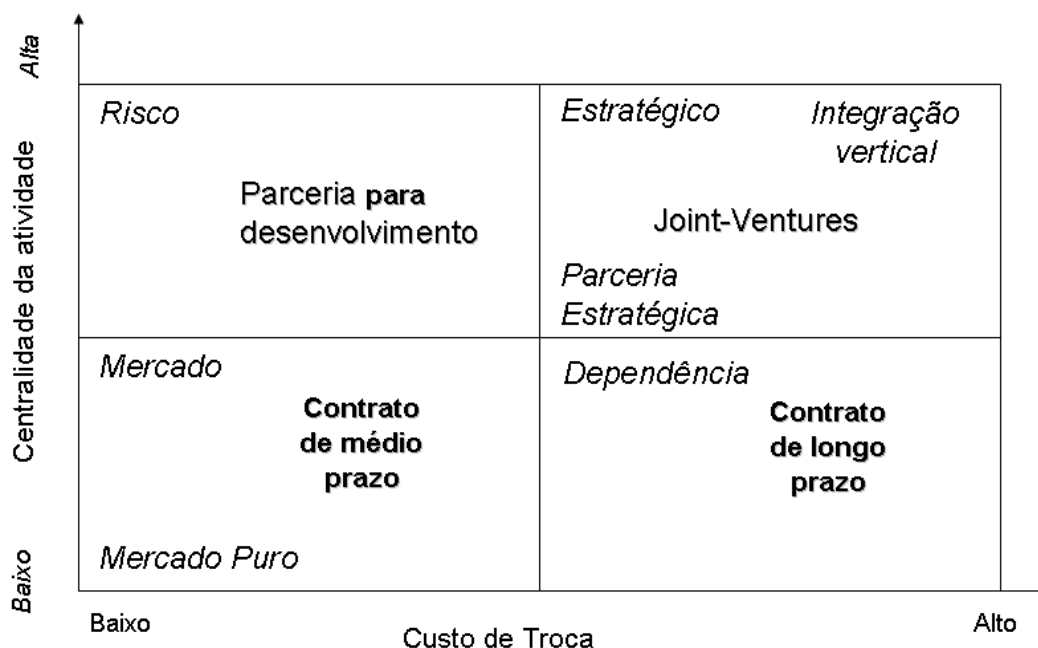 Alta
Centralidade da atividade
Baixo
Risco
Parceria para
desenvolvimento
Estratégico
Integração
vertical
Joint-Ventures
Parceria
Estratégica
Mercado
Contrato
de médio
prazo
Mercado Puro
Dependência
Contrato
de longo
prazo
Baixo
Custo de Troca
Alto